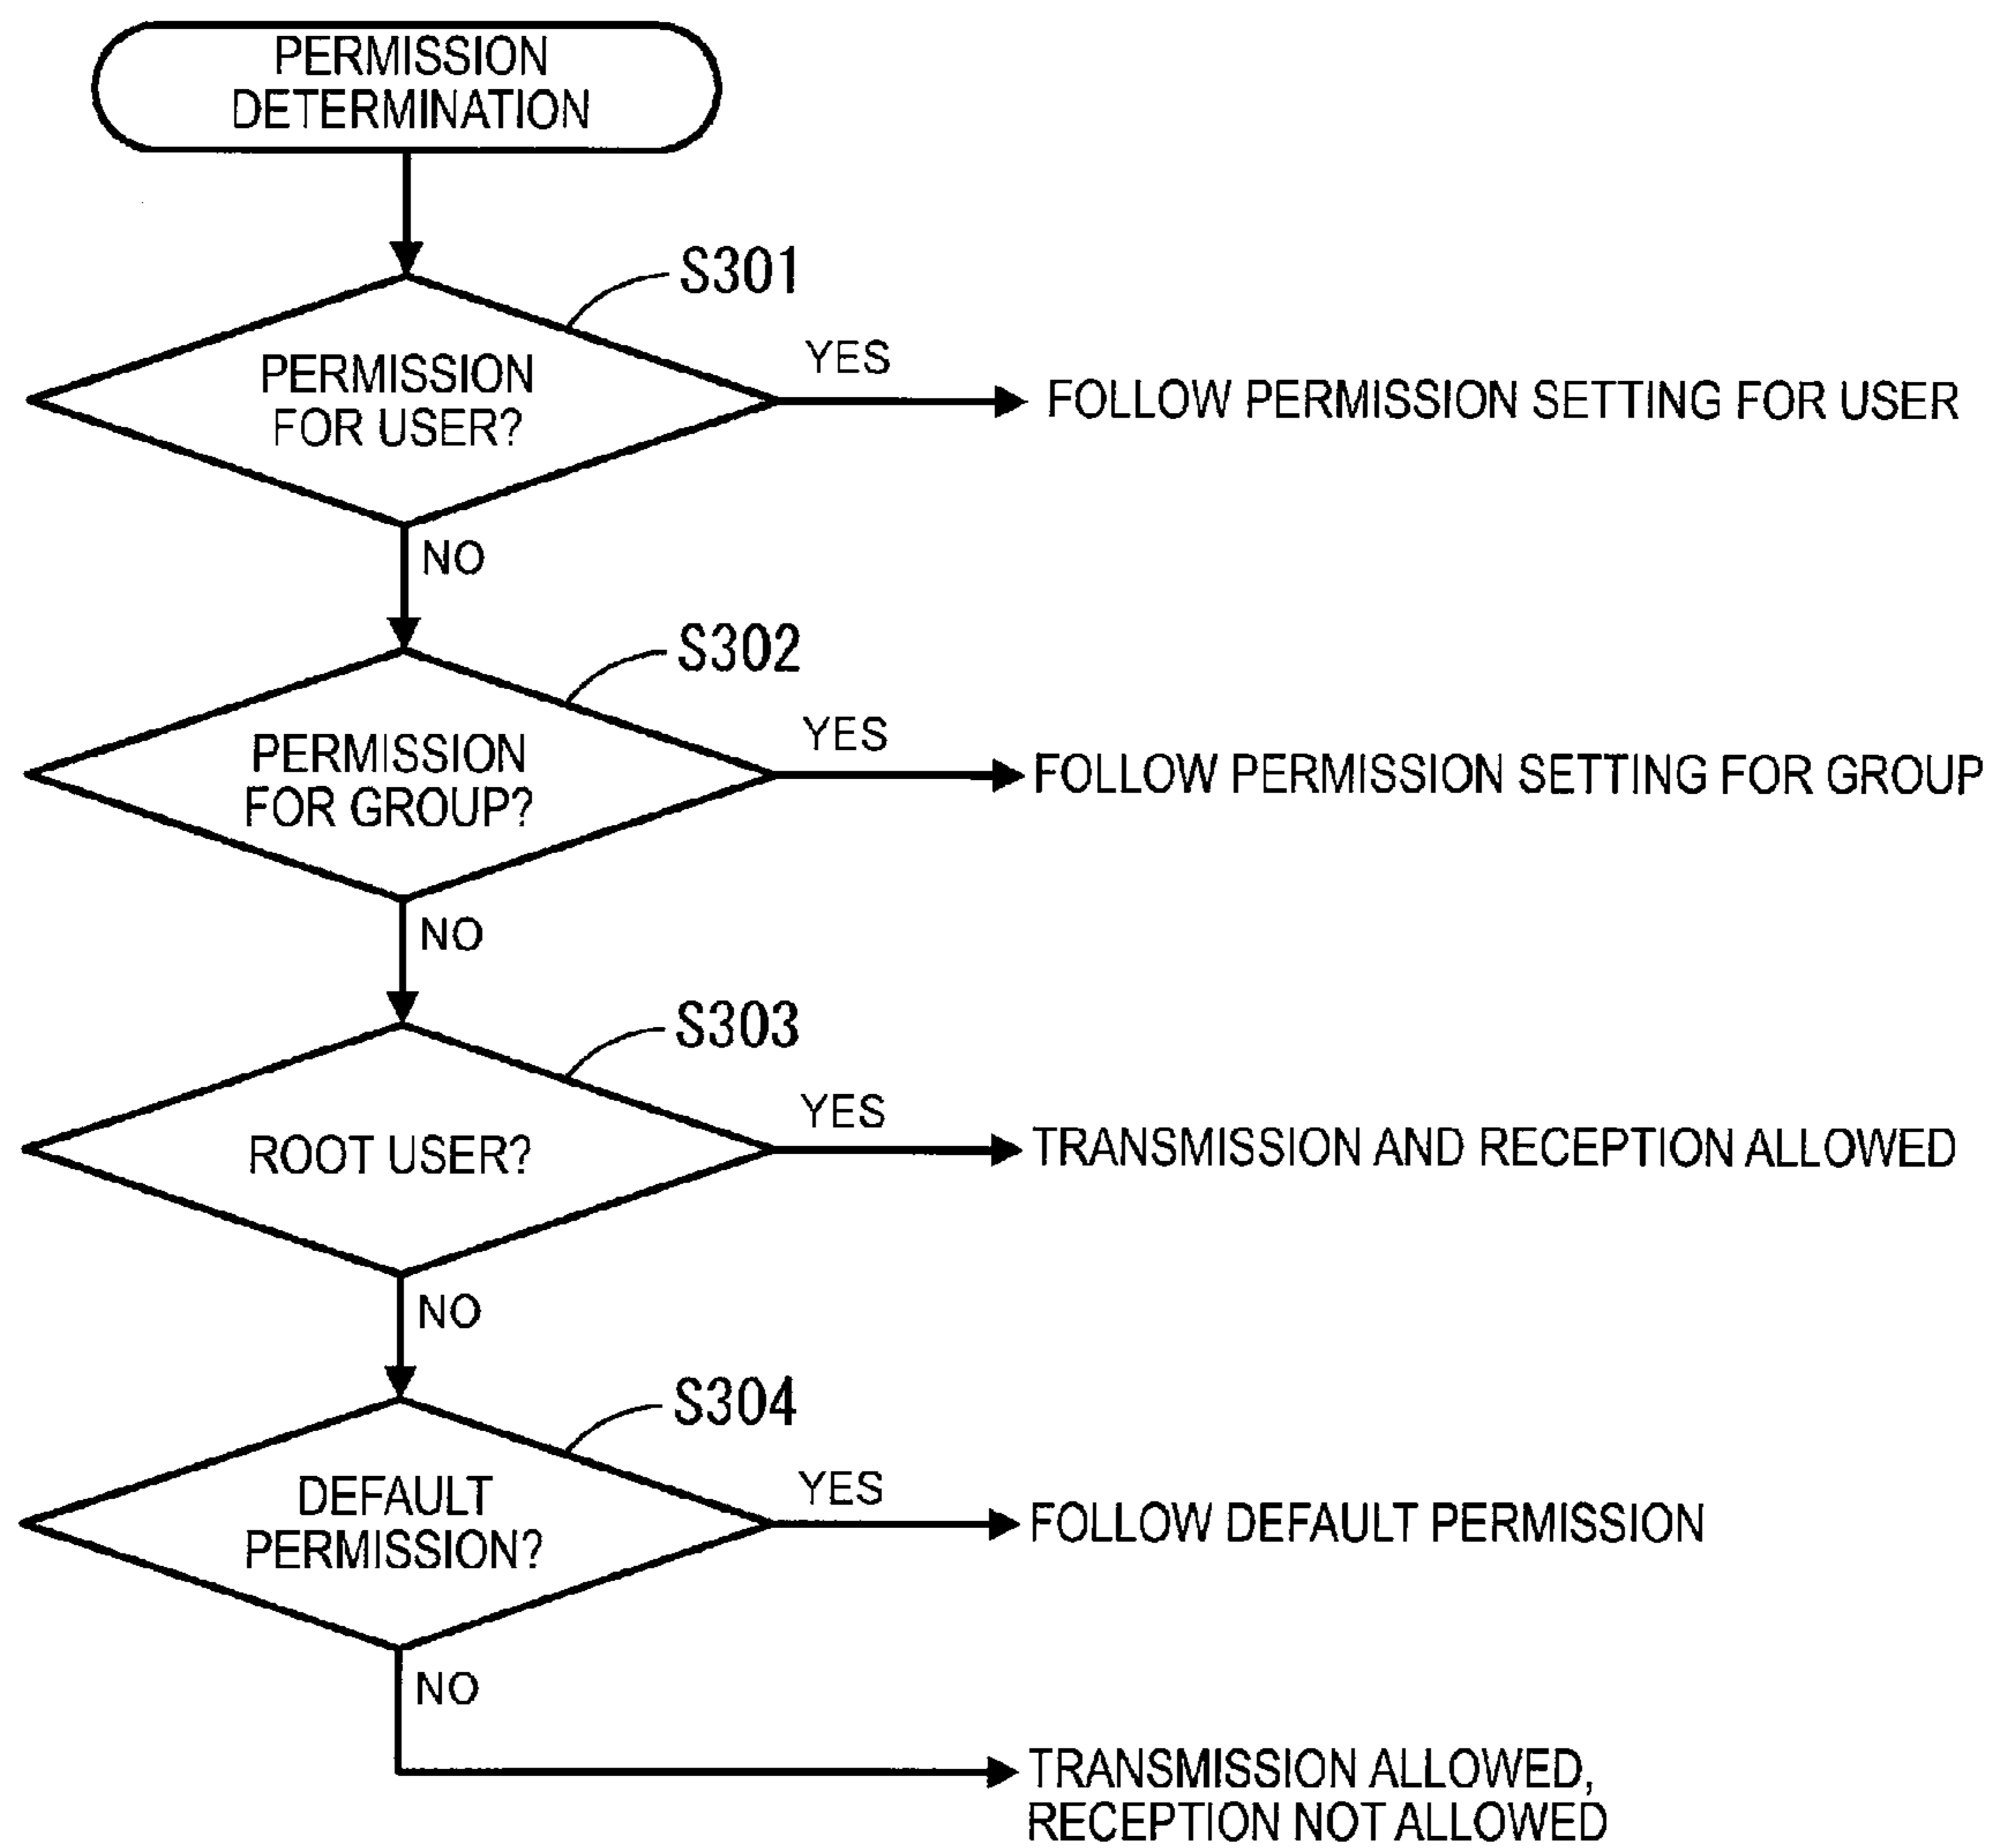 PERMISSION
DETERMINATION
S301
PERMISSION
FOR USER?
YES
FOLLOW PERMISSION SETTING FOR USER
NO
S302
PERMISSION
FOR GROUP?
YES
FOLLOW PERMISSION SETTING FOR GROUP
NO
S303
ROOT USER?
YES
TRANSMISSION AND RECEPTION ALLOWED
NO
S304
DEFAULT
PERMISSION?
YES
FOLLOW DEFAULT PERMISSION
NO
TRANSMISSION ALLOWED,
RECEPTION NOT ALLOWED